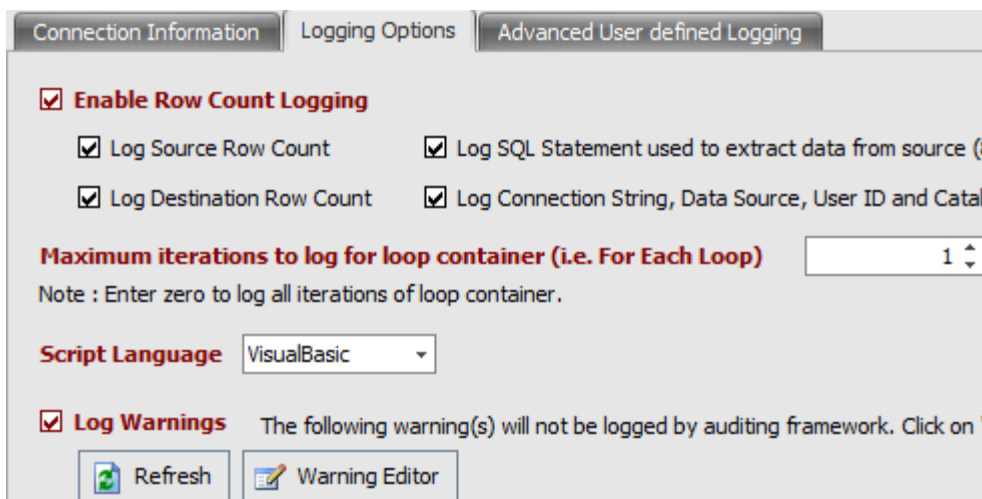 Connection Information Logging Options Advanced User defined Logging
Enable Row Count Logging
Log Source Row Count Log SQL Statement used to extract data from source (
Log Destination Row Count Log Connection String, Data Source, User ID and
Maximum iterations to log for loop container (i.e. For Each Loop) 1
Note : Enter zero to log all iterations of loop container.
Script Language VisualBasic
Log Warnings The following warning(s) will not be logged by auditing framework. Click on
Refresh Warning Editor